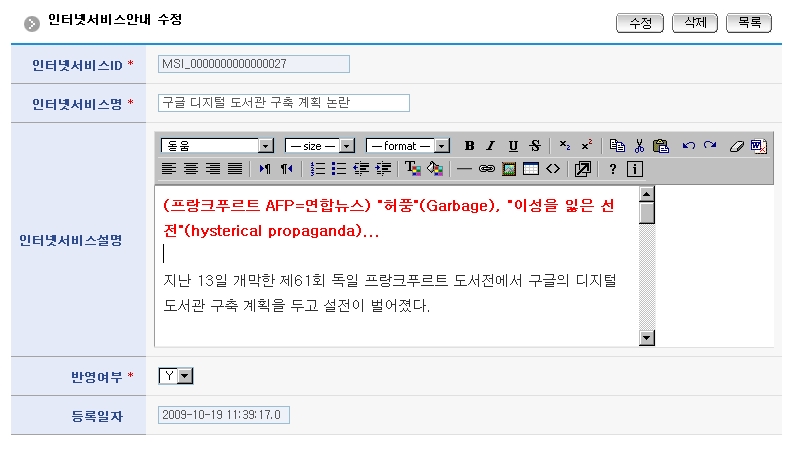 인터넷서비스안내 수정
수정 삭제 목록
인터넷서비스ID * MSI_0000000000000027
인터넷서비스명 * 구글 디지털 도서관 구축 계획 논란
인터넷서비스설명
돋움 — size — — format — B I U S x₂ x²
? i
(프랑크푸르트 AFP=연합뉴스) "허풍"(Garbage), "이성을 잃은 선
전"(hysterical propaganda)...
지난 13일 개막한 제61회 독일 프랑크푸르트 도서전에서 구글의 디지털
도서관 구축 계획을 두고 설전이 벌어졌다.
반영여부 * Y
등록일자 2009-10-19 11:39:17.0